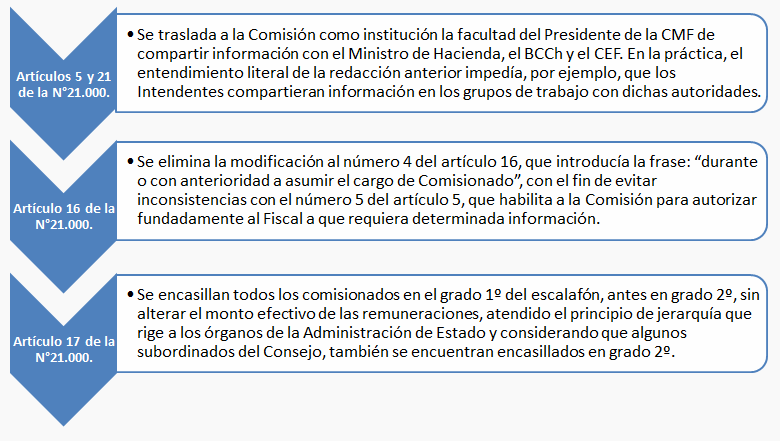 Artículos 5 y 21
de la N°21.000.
• Se traslada a la Comisión como institución la facultad del Presidente de la CMF de
compartir información con el Ministro de Hacienda, el BCCh y el CEF. En la práctica, el
entendimiento literal de la redacción anterior impedía, por ejemplo, que los
Intendentes compartieran información en los grupos de trabajo con dichas autoridades.
Artículo 16 de la
N°21.000.
• Se elimina la modificación al número 4 del artículo 16, que introducía la frase: “durante
o con anterioridad a asumir el cargo de Comisionado”, con el fin de evitar
inconsistencias con el número 5 del artículo 5, que habilita a la Comisión para autorizar
fundadamente al Fiscal a que requiera determinada información.
Artículo 17 de la
N°21.000.
• Se encasillan todos los comisionados en el grado 1º del escalafón, antes en grado 2º, sin
alterar el monto efectivo de las remuneraciones, atendido el principio de jerarquía que
rige a los órganos de la Administración de Estado y considerando que algunos
subordinados del Consejo, también se encuentran encasillados en grado 2º.